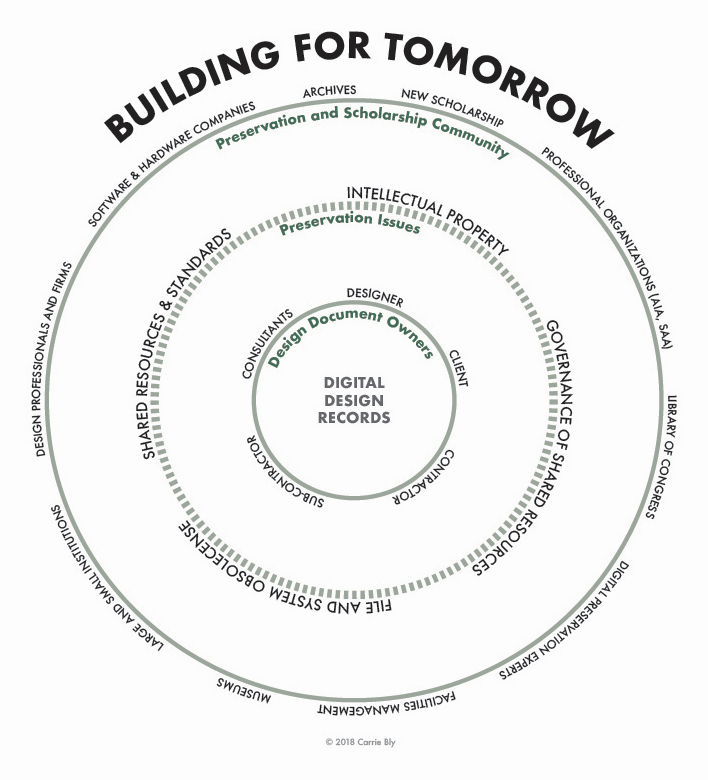 BUILDING FOR TOMORROW
ARCHIVES
NEW SCHOLARSHIP
PROFESSIONAL ORGANIZATIONS (AIA, SAA)
LIBRARY OF CONGRESS
DIGITAL PRESERVATION EXPERTS
FACILITIES MANAGEMENT
MUSEUMS
LARGE AND SMALL INSTITUTIONS
DESIGN PROFESSIONALS AND FIRMS
SOFTWARE & HARDWARE COMPANIES
Preservation and Scholarship Community
INTELLECTUAL PROPERTY
GOVERNANCE OF SHARED RESOURCES
FILE AND SYSTEM OBSOLECENSE
SHARED RESOURCES & STANDARDS
Preservation Issues
DESIGNER
CLIENT
CONTRACTOR
SUB-CONTRACTOR
CONSULTANTS
Design Document Owners
DIGITAL
DESIGN
RECORDS
© 2018 Carrie Bly